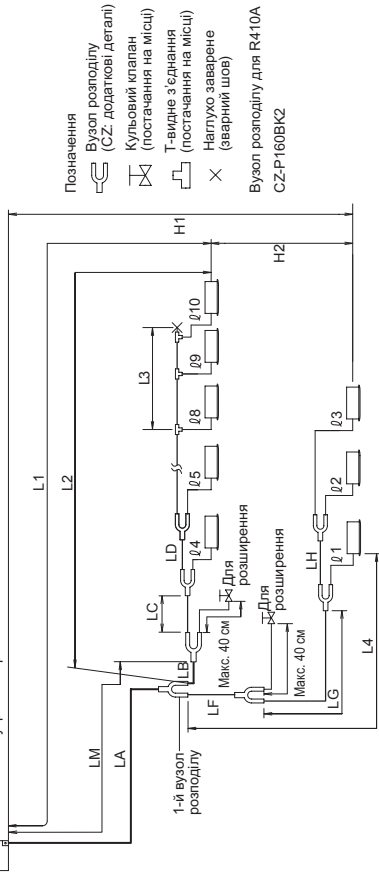 L1
L2
LM
LA
1-й вузол
розподілу
LB
LC
LD
L3
ℓ4
ℓ5
ℓ8
ℓ9
ℓ10
Для
розширення
Макс. 40 см
LF
Для
розширення
Макс. 40 см
LG
LH
ℓ1
ℓ2
ℓ3
L4
H1
H2
Позначення
Вузол розподілу
(CZ: додаткові деталі)
Кульовий клапан
(постачання на місці)
Т-видне з'єднання
(постачання на місці)
Наглухо заварене
(зварний шов)
Вузол розподілу для R410A
CZ-P160BK2